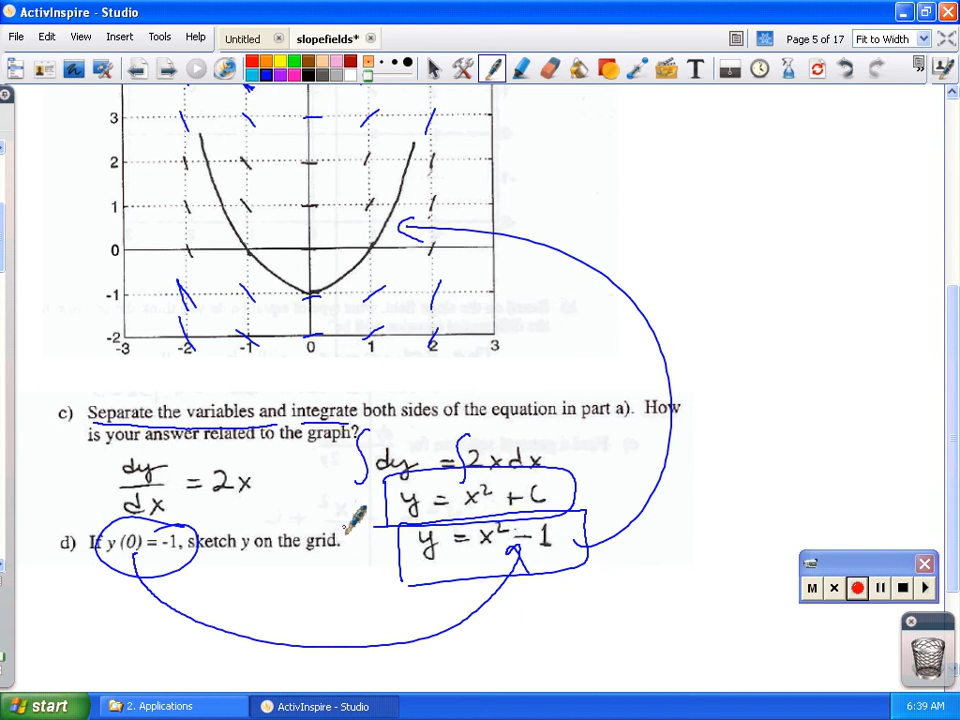 ActivInspire - Studio
File Edit View Insert Tools Help Untitled slopefields* Page 5 of 17 Fit to Width
T
3
2
1
0
-1
-2
-3 -2 -1 0 1 2 3
c) Separate the variables and integrate both sides of the equation in part a). How
is your answer related to the graph?
dy/dx = 2x
∫dy = ∫2xdx
y = x² + C
y = x² - 1
d) If y (0) = -1, sketch y on the grid.
M
start 2. Applications ActivInspire - Studio 6:39 AM